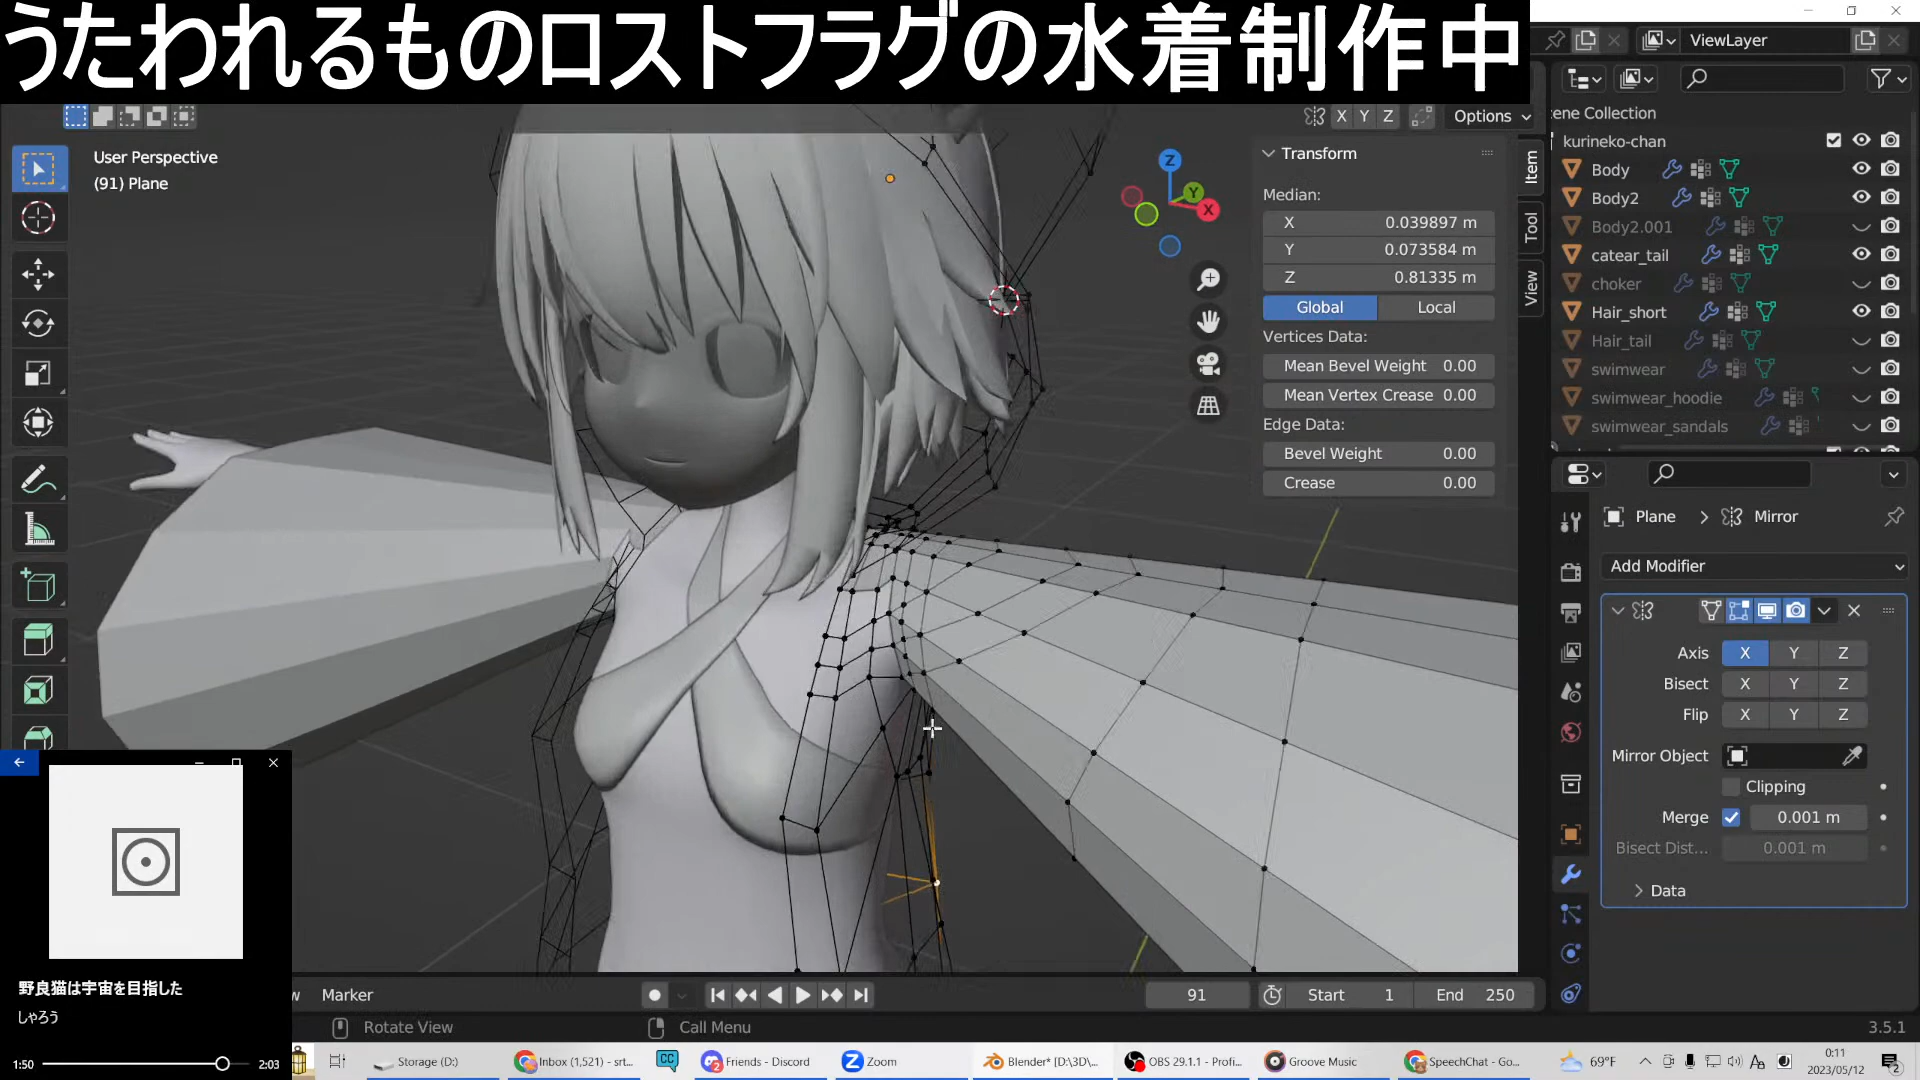 うたわれるものロストフラグの水着制作中
ViewLayer
X Y Z
Options
User Perspective
(91) Plane
Transform
Median:
X 0.039897 m
Y 0.073584 m
Z 0.81335 m
Global Local
Vertices Data:
Mean Bevel Weight 0.00
Mean Vertex Crease 0.00
Edge Data:
Bevel Weight 0.00
Crease 0.00
Item
Tool
View
Z
Y
X
ene Collection
kurineko-chan
Body
Body2
Body2.001
catear_tail
choker
Hair_short
Hair_tail
swimwear
swimwear_hoodie
swimwear_sandals
Plane > Mirror
Add Modifier
Axis X Y Z
Bisect X Y Z
Flip X Y Z
Mirror Object
Clipping
Merge 0.001 m
Bisect Dist... 0.001 m
Data
野良猫は宇宙を目指した
しゃろう
1:50 2:03
w Marker
91 Start 1 End 250
Rotate View Call Menu 3.5.1
Storage (D:) Inbox (1,521) - srt... CC Friends - Discord Zoom Blender* [D:\3D\... OBS 29.1.1 - Profi... Groove Music SpeechChat - Go... 69°F
0:11
2023/05/12
2